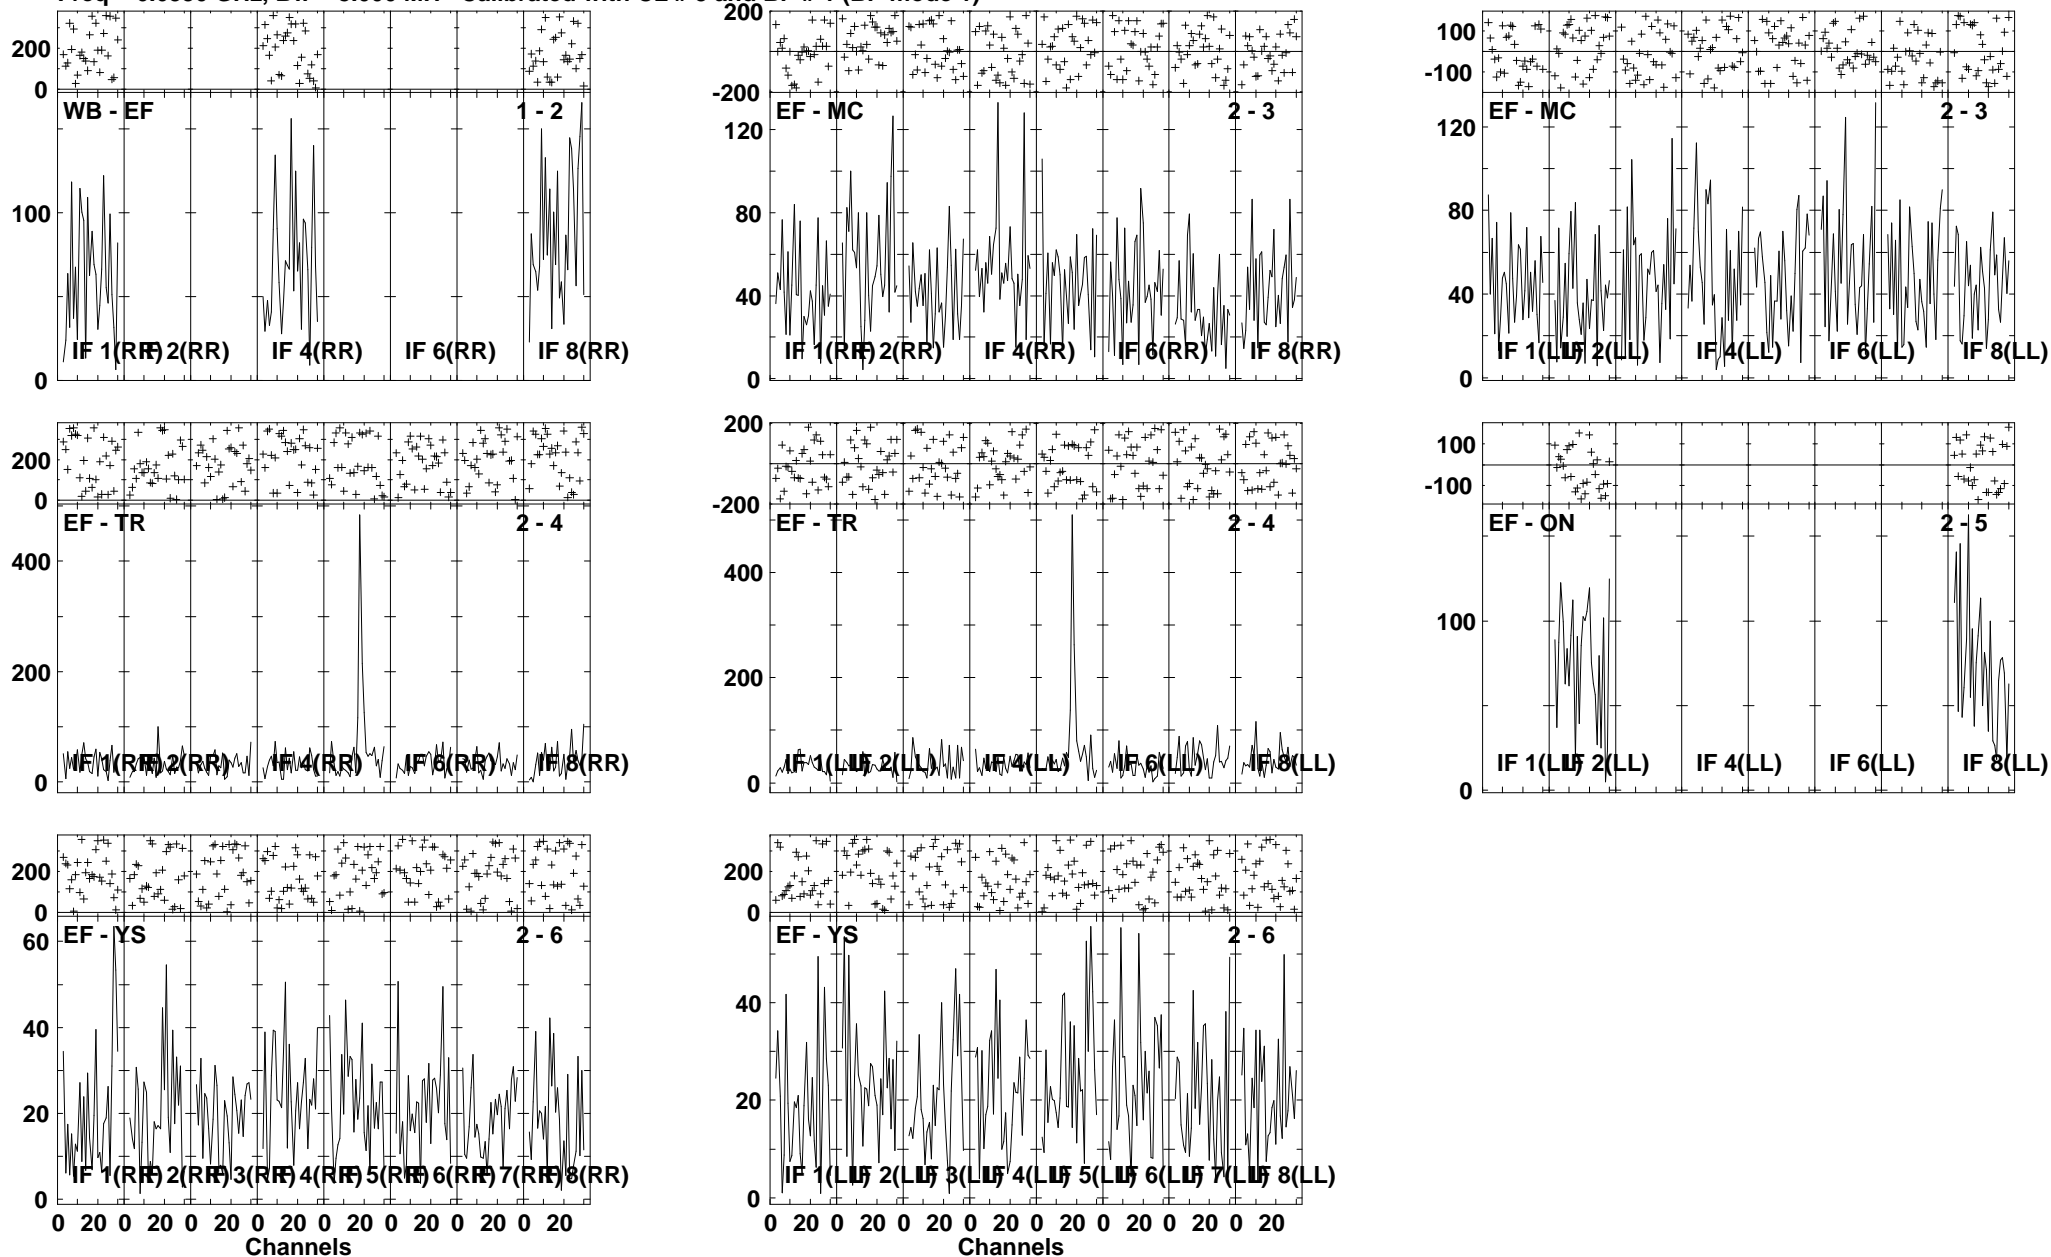 200
0
WB - EF
1 - 2
100
0
IF 1(RR)
IF 2(RR)
IF 4(RR)
IF 6(RR)
IF 8(RR)
200
-200
EF - MC
2 - 3
120
80
40
0
IF 1(RR)
IF 2(RR)
IF 4(RR)
IF 6(RR)
IF 8(RR)
100
-100
EF - MC
2 - 3
120
80
40
0
IF 1(LL)
IF 2(LL)
IF 4(LL)
IF 6(LL)
IF 8(LL)
200
0
EF - TR
2 - 4
400
200
0
IF 1(RR)
IF 2(RR)
IF 4(RR)
IF 6(RR)
IF 8(RR)
200
-200
EF - TR
2 - 4
400
200
0
IF 1(LL)
IF 2(LL)
IF 4(LL)
IF 6(LL)
IF 8(LL)
100
-100
EF - ON
2 - 5
100
0
IF 1(LL)
IF 2(LL)
IF 4(LL)
IF 6(LL)
IF 8(LL)
200
0
EF - YS
2 - 6
60
40
20
0
IF 1(RR)
IF 2(RR)
IF 3(RR)
IF 4(RR)
IF 5(RR)
IF 6(RR)
IF 7(RR)
IF 8(RR)
0 20 0 20 0 20 0 20 0 20 0 20 0 20 0 20
Channels
200
0
EF - YS
2 - 6
40
20
0
IF 1(LL)
IF 2(LL)
IF 3(LL)
IF 4(LL)
IF 5(LL)
IF 6(LL)
IF 7(LL)
IF 8(LL)
0 20 0 20 0 20 0 20 0 20 0 20 0 20 0 20
Channels